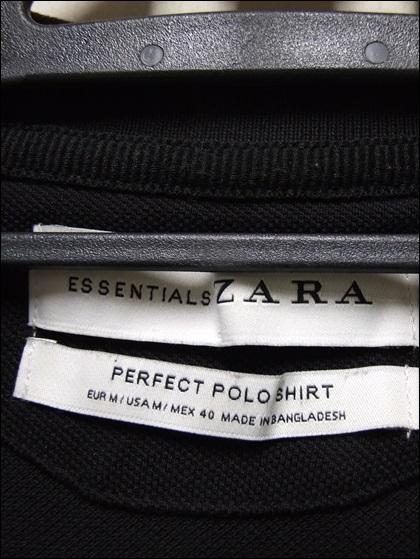 ESSENTIALS ZARA
PERFECT POLO SHIRT
EUR M / USA M / MEX 40 MADE IN BANGLADESH